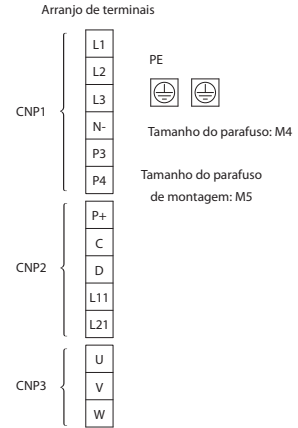 Arranjo de terminais
CNP1
L1
L2
L3
N-
P3
P4
PE
Tamanho do parafuso: M4
Tamanho do parafuso
de montagem: M5
CNP2
P+
C
D
L11
L21
CNP3
U
V
W